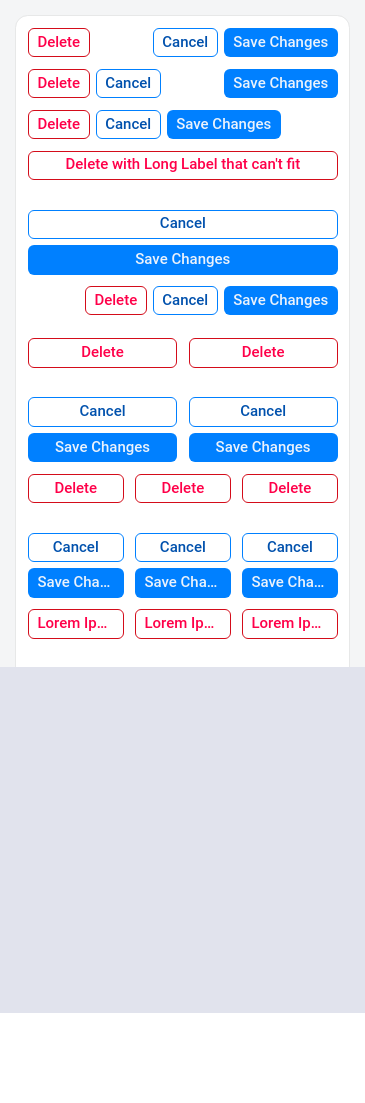 Delete Cancel Save Changes
Delete Cancel Save Changes
Delete Cancel Save Changes
Delete with Long Label that can't fit
Cancel
Save Changes
Delete Cancel Save Changes
Delete Delete
Cancel Cancel
Save Changes Save Changes
Delete Delete Delete
Cancel Cancel Cancel
Save Cha... Save Cha... Save Cha...
Lorem Ip... Lorem Ip... Lorem Ip...